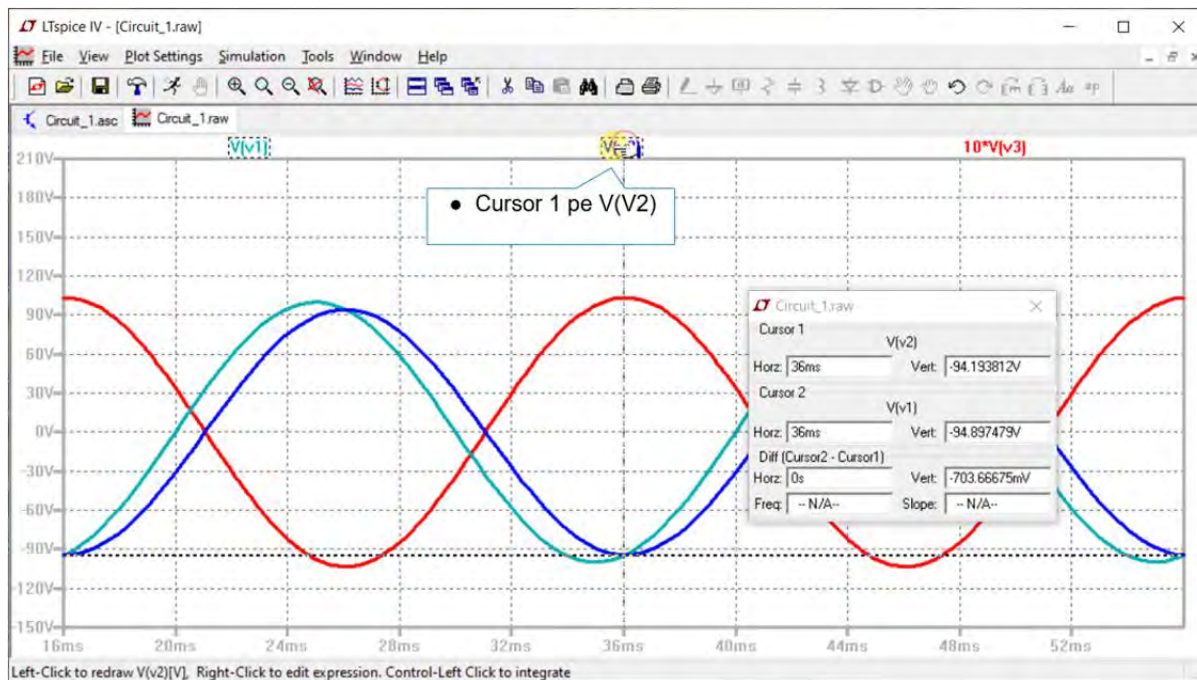 LTspice IV - [Circuit_1.raw]
File View Plot Settings Simulation Tools Window Help
Circuit_1.asc Circuit_1.raw
V(v1) 10*V(v3)
210V
180V
150V
120V
90V
60V
30V
0V
-30V
-60V
-90V
-120V
-150V
● Cursor 1 pe V(V2)
Circuit_1.raw
Cursor 1
V(v2)
Horz: 36ms Vert: -94.193812V
Cursor 2
V(v1)
Horz: 36ms Vert: -94.897479V
Diff (Cursor2 - Cursor1)
Horz: 0s Vert: -703.66675mV
Freq: -- N/A-- Slope: -- N/A--
16ms 20ms 24ms 28ms 32ms 36ms 40ms 44ms 48ms 52ms
Left-Click to redraw V(v2)[V], Right-Click to edit expression. Control-Left Click to integrate